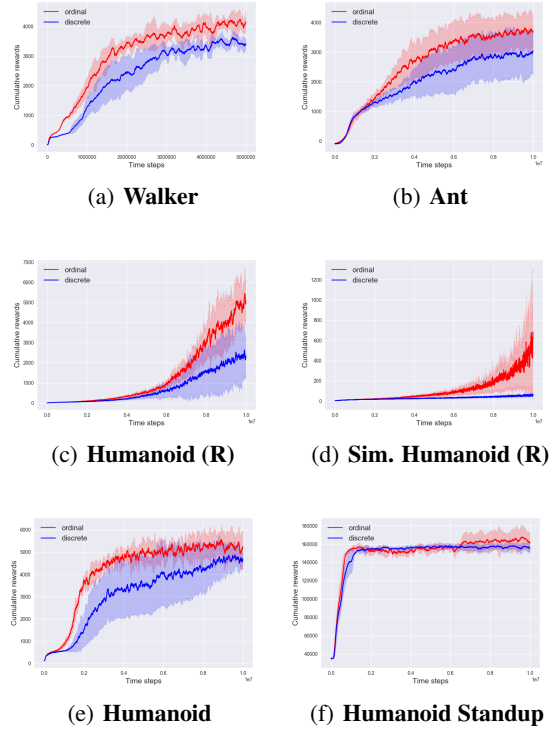 ordinal
discrete
Cumulative rewards
4000
3000
2000
1000
0
0 1000000 2000000 3000000 4000000 5000000
Time steps
(a) Walker
ordinal
discrete
Cumulative rewards
4000
3000
2000
1000
0
0.0 0.2 0.4 0.6 0.8 1.0
1e7
Time steps
(b) Ant
ordinal
discrete
Cumulative rewards
7000
6000
5000
4000
3000
2000
1000
0
0.0 0.2 0.4 0.6 0.8 1.0
1e7
Time steps
(c) Humanoid (R)
ordinal
discrete
Cumulative rewards
1200
1000
800
600
400
200
0
0.0 0.2 0.4 0.6 0.8 1.0
1e7
Time steps
(d) Sim. Humanoid (R)
ordinal
discrete
Cumulative rewards
6000
5000
4000
3000
2000
1000
0
0.0 0.2 0.4 0.6 0.8 1.0
1e7
Time steps
(e) Humanoid
ordinal
discrete
Cumulative rewards
180000
160000
140000
120000
100000
80000
60000
40000
0.0 0.2 0.4 0.6 0.8 1.0
1e7
Time steps
(f) Humanoid Standup